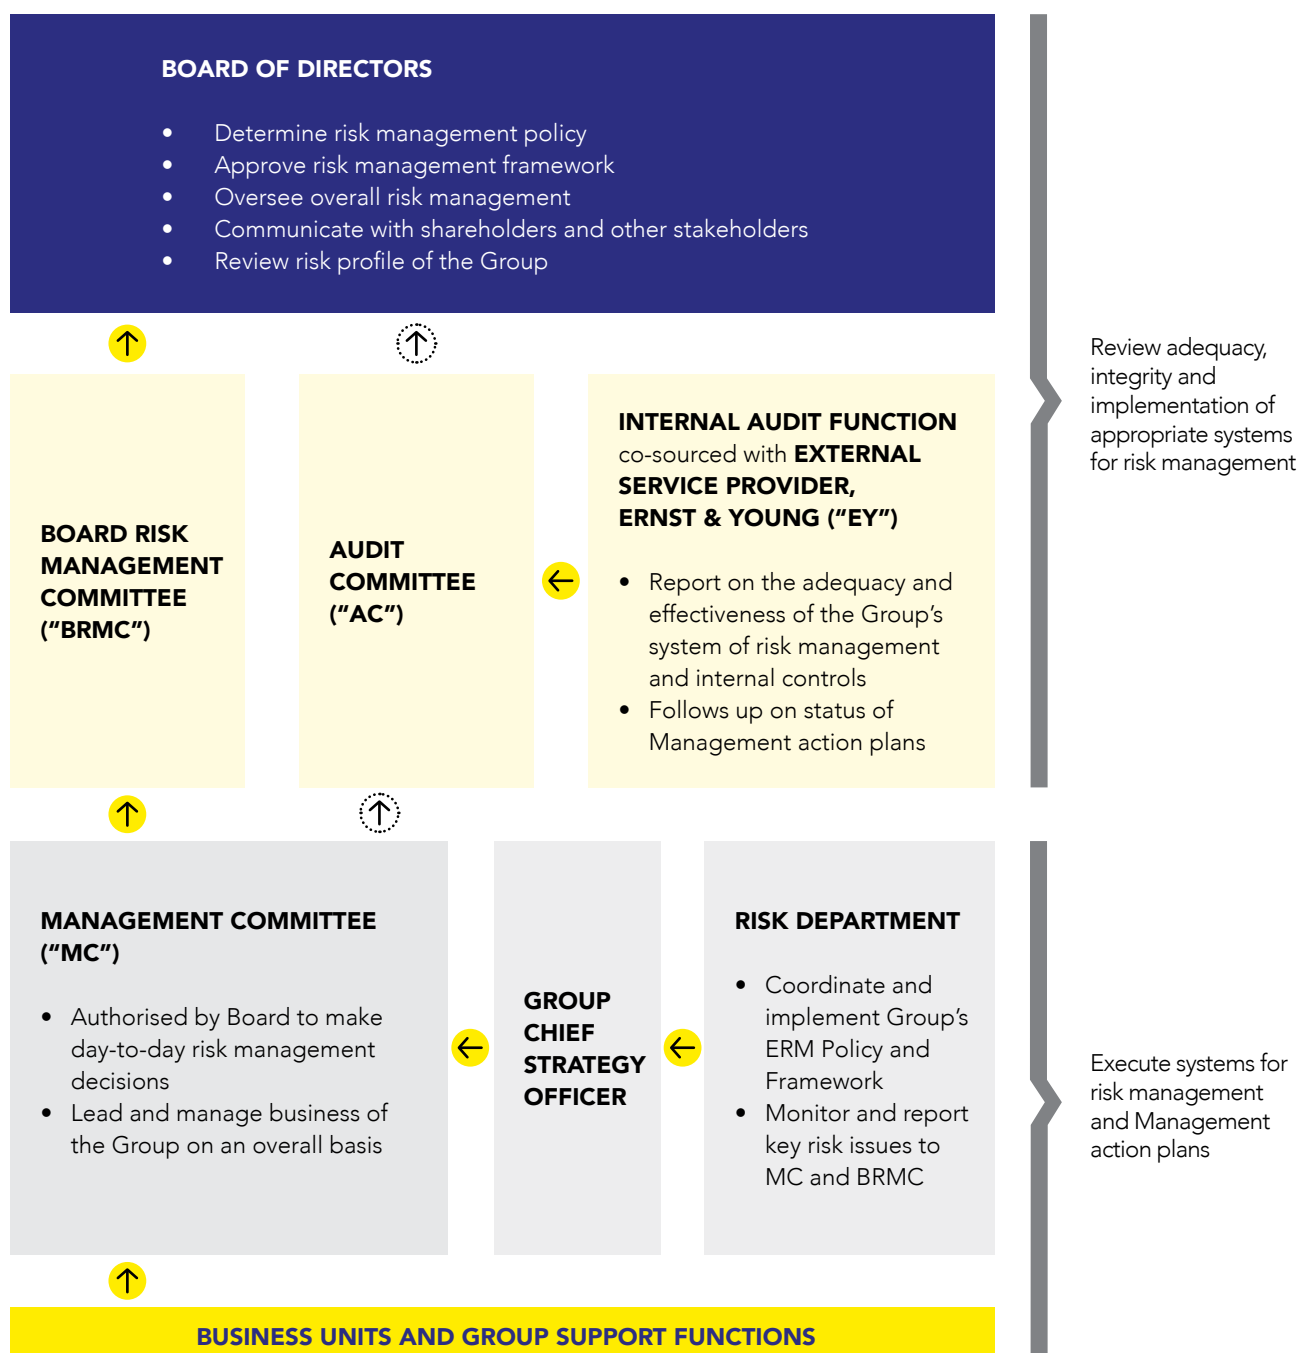 BOARD OF DIRECTORS
• Determine risk management policy
• Approve risk management framework
• Oversee overall risk management
• Communicate with shareholders and other stakeholders
• Review risk profile of the Group
Review adequacy,
integrity and
implementation of
appropriate systems
for risk management
BOARD RISK
MANAGEMENT
COMMITTEE
("BRMC")
AUDIT
COMMITTEE
("AC")
INTERNAL AUDIT FUNCTION
co-sourced with EXTERNAL
SERVICE PROVIDER,
ERNST & YOUNG ("EY")
• Report on the adequacy and
effectiveness of the Group's
system of risk management
and internal controls
• Follows up on status of
Management action plans
MANAGEMENT COMMITTEE
("MC")
• Authorised by Board to make
day-to-day risk management
decisions
• Lead and manage business of
the Group on an overall basis
GROUP
CHIEF
STRATEGY
OFFICER
RISK DEPARTMENT
• Coordinate and
implement Group's
ERM Policy and
Framework
• Monitor and report
key risk issues to
MC and BRMC
Execute systems for
risk management
and Management
action plans
BUSINESS UNITS AND GROUP SUPPORT FUNCTIONS